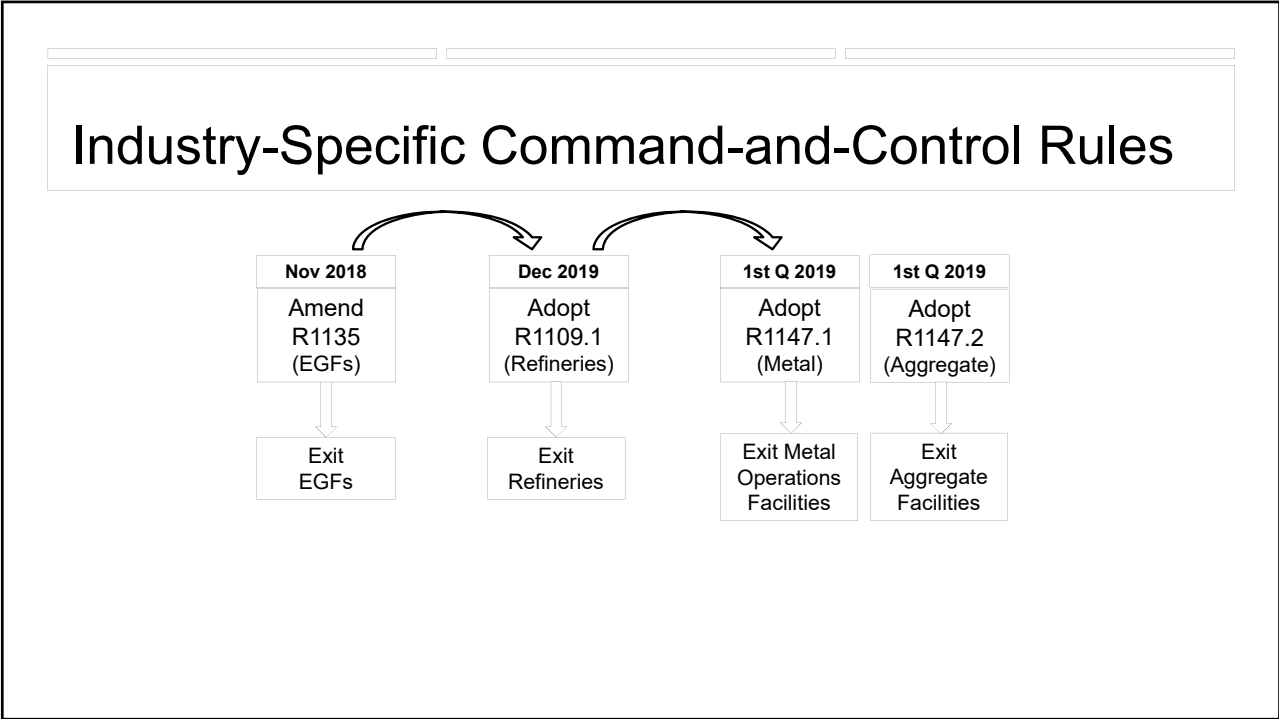 Industry-Specific Command-and-Control Rules
Nov 2018
Amend
R1135
(EGFs)
Exit
EGFs
Dec 2019
Adopt
R1109.1
(Refineries)
Exit
Refineries
1st Q 2019
Adopt
R1147.1
(Metal)
Exit Metal
Operations
Facilities
1st Q 2019
Adopt
R1147.2
(Aggregate)
Exit
Aggregate
Facilities